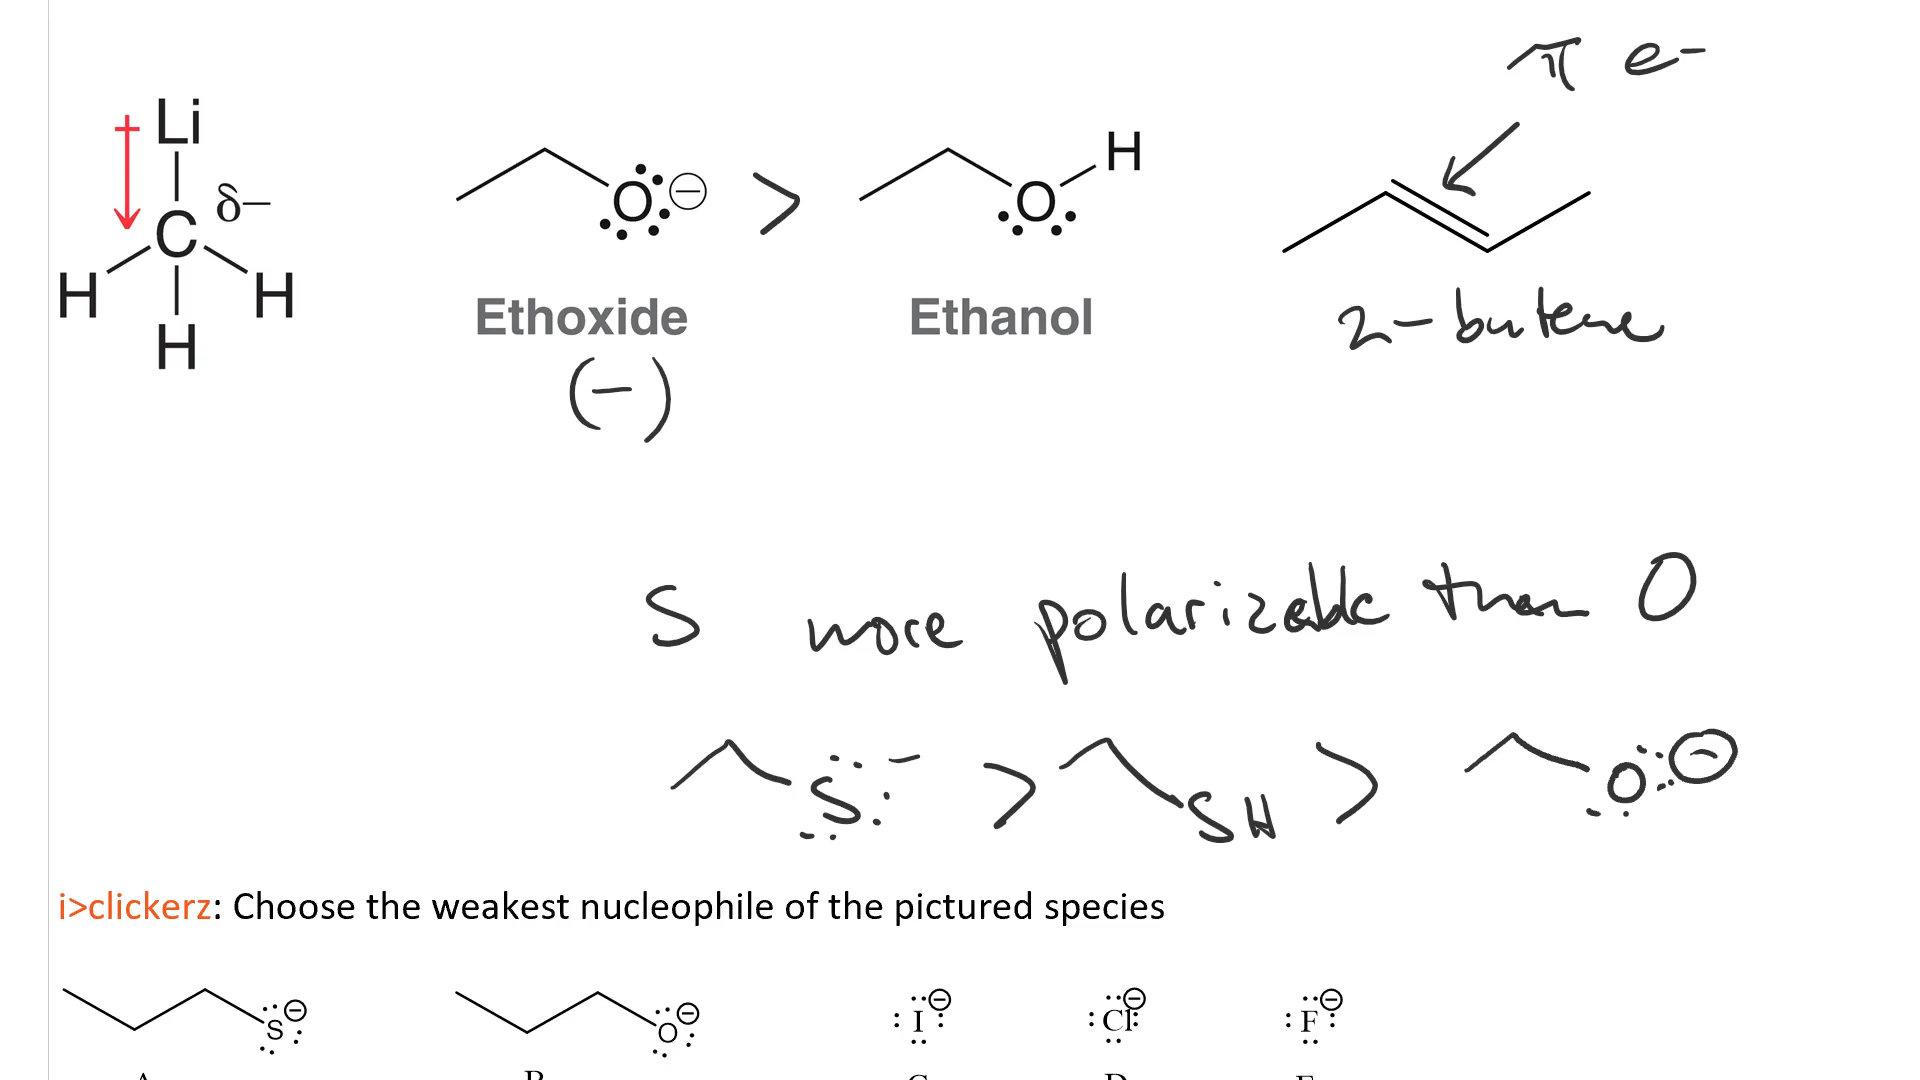 π e-
Li
C δ−
H H
H
O ⊖ > O H
Ethoxide Ethanol 2-butene
(-)
S more polarizable than O
S - > SH > O ⊖
i>clickerz: Choose the weakest nucleophile of the pictured species
S ⊖ O ⊖ :I: ⊖ :Cl: ⊖ :F: ⊖